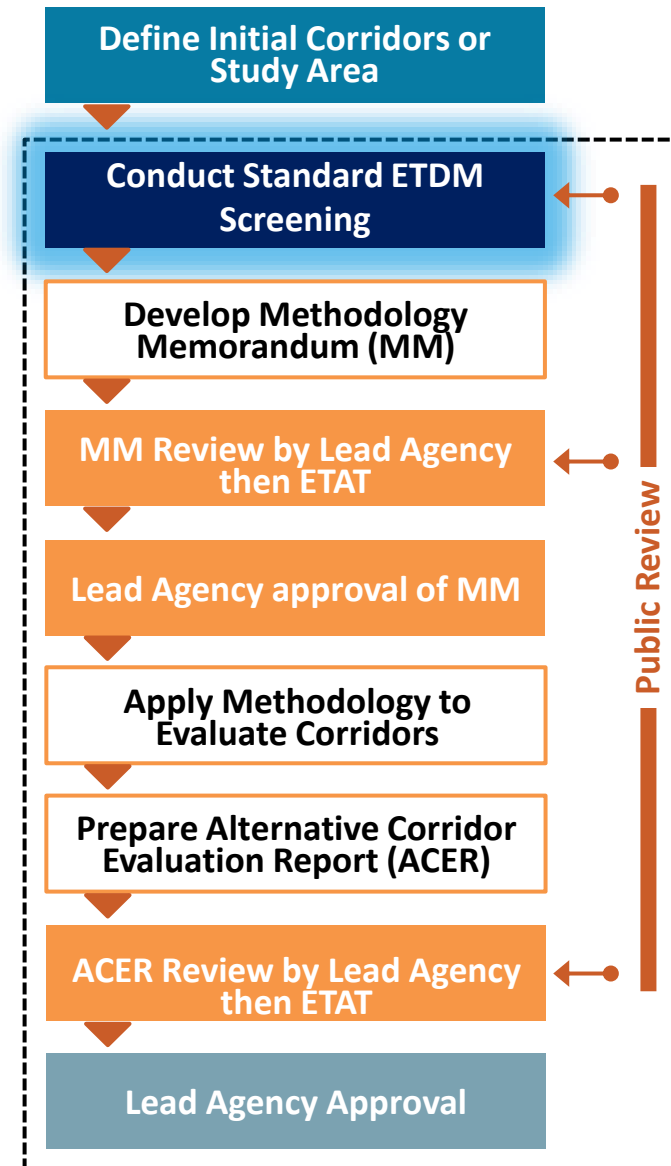 Define Initial Corridors or
Study Area
Conduct Standard ETDM
Screening
Develop Methodology
Memorandum (MM)
MM Review by Lead Agency
then ETAT
Lead Agency approval of MM
Apply Methodology to
Evaluate Corridors
Prepare Alternative Corridor
Evaluation Report (ACER)
ACER Review by Lead Agency
then ETAT
Lead Agency Approval
Public Review